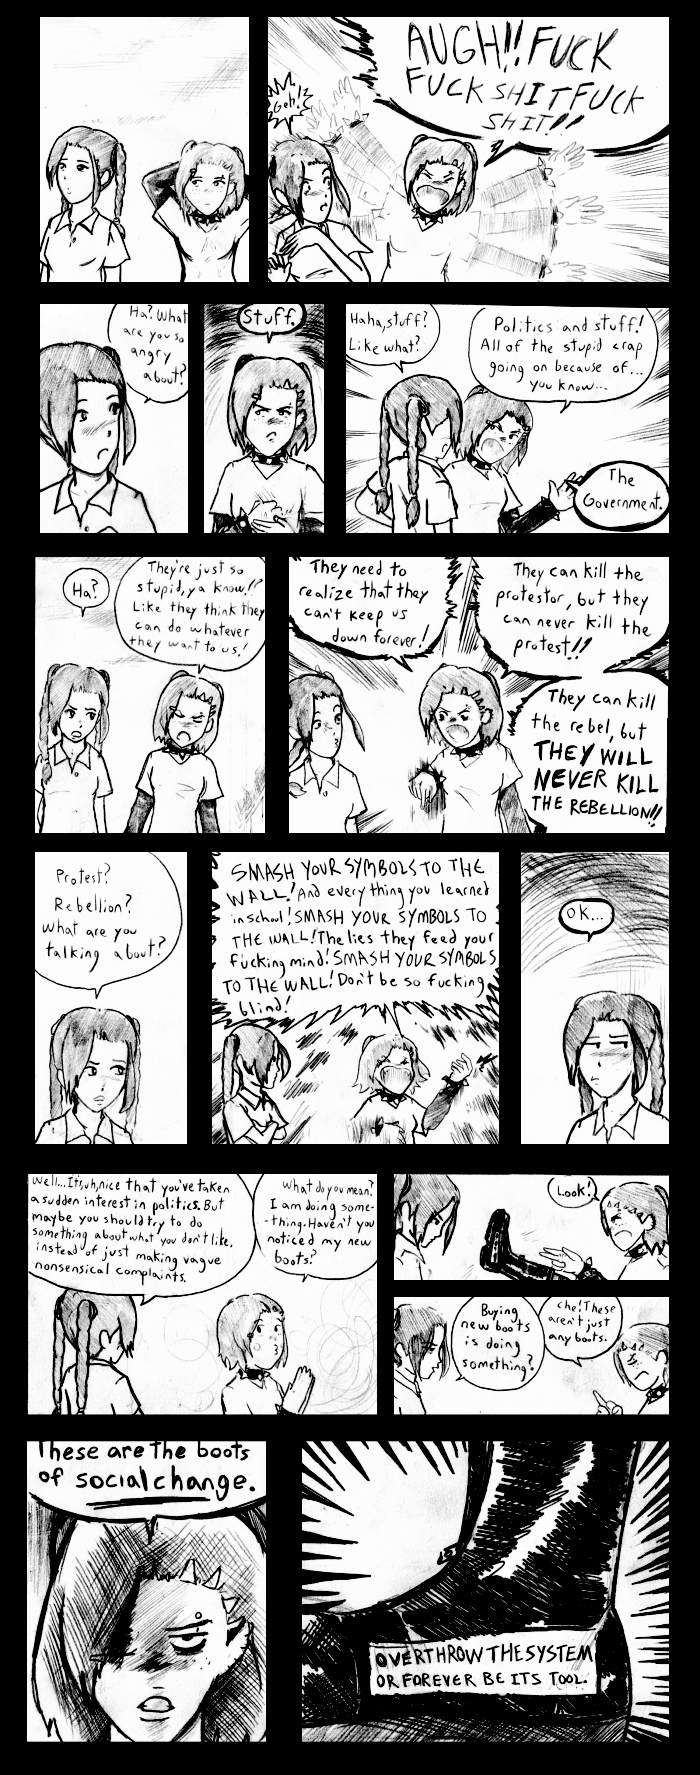 AUGH!! FUCK
FUCK SHIT FUCK
SHIT!!
Geh!?
Ha? What
are you so
angry
about?
Stuff.
Haha, stuff?
Like what?
Politics and stuff!
All of the stupid crap
going on because of...
you know...
The
Government.
Ha?
They're just so
stupid, ya know!?
Like they think they
can do whatever
they want to us!
They need to
realize that they
can't keep us
down forever!
They can kill the
protestor, but they
can never kill the
protest!!
They can kill
the rebel, but
THEY WILL
NEVER KILL
THE REBELLION!!
Protest?
Rebellion?
What are you
talking about?
SMASH YOUR SYMBOLS TO THE
WALL! And every thing you learned
in school! SMASH YOUR SYMBOLS TO
THE WALL! The lies they feed your
fucking mind! SMASH YOUR SYMBOLS
TO THE WALL! Don't be so fucking
blind!
OK...
Well... It's, uh, nice that you've taken
a sudden interest in politics. But
maybe you should try to do
something about what you don't like,
instead of just making vague
nonsensical complaints.
What do you mean?
I am doing some-
-thing. Haven't you
noticed my new
boots?
Look!
Buying
new boots
is doing
something?
che! These
aren't just
any boots.
These are the boots
of social change.
OVERTHROW THE SYSTEM
OR FOREVER BE ITS TOOL.